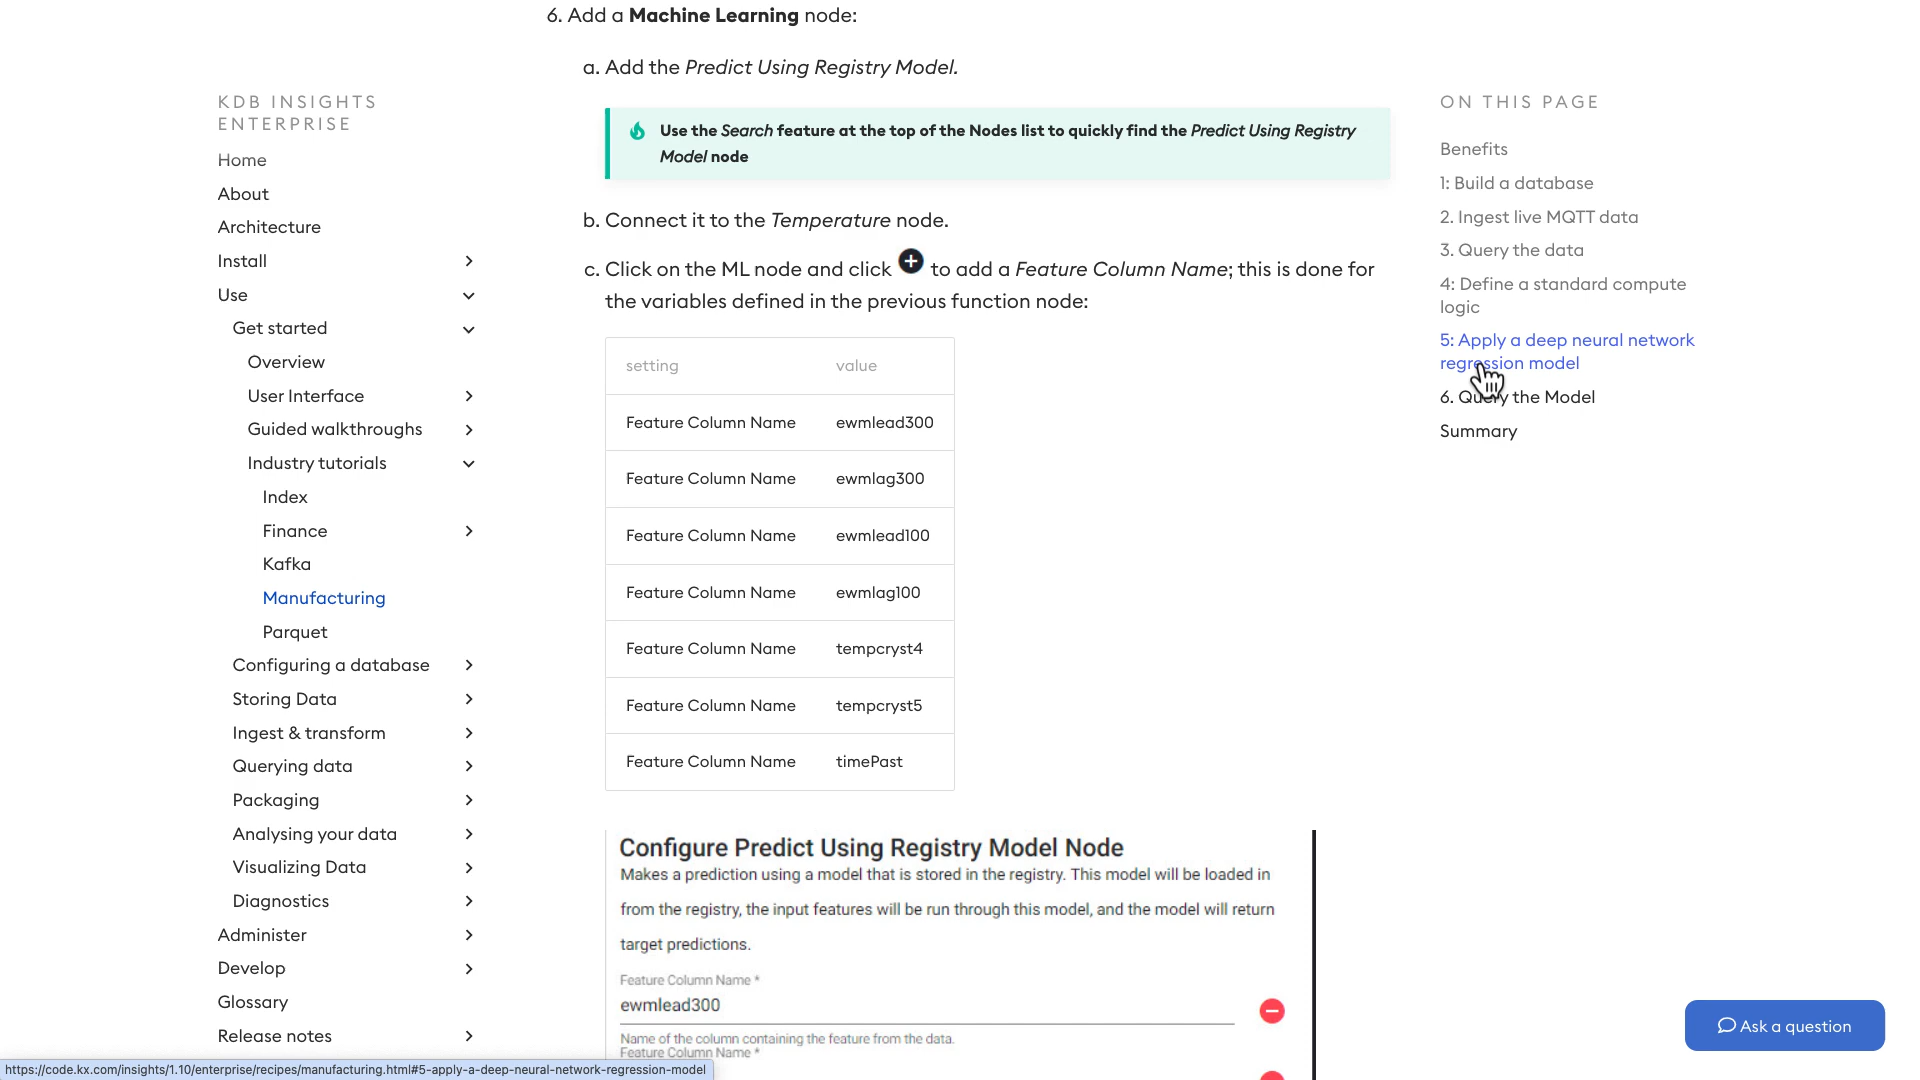 6. Add a Machine Learning node:
a. Add the Predict Using Registry Model.
Use the Search feature at the top of the Nodes list to quickly find the Predict Using Registry
Model node
b. Connect it to the Temperature node.
c. Click on the ML node and click + to add a Feature Column Name; this is done for
the variables defined in the previous function node:
setting value
Feature Column Name ewmlead300
Feature Column Name ewmlag300
Feature Column Name ewmlead100
Feature Column Name ewmlag100
Feature Column Name tempcryst4
Feature Column Name tempcryst5
Feature Column Name timePast
Configure Predict Using Registry Model Node
Makes a prediction using a model that is stored in the registry. This model will be loaded in
from the registry, the input features will be run through this model, and the model will return
target predictions.
Feature Column Name *
ewmlead300
Name of the column containing the feature from the data.
Feature Column Name *
KDB INSIGHTS
ENTERPRISE
Home
About
Architecture
Install
Use
Get started
Overview
User Interface
Guided walkthroughs
Industry tutorials
Index
Finance
Kafka
Manufacturing
Parquet
Configuring a database
Storing Data
Ingest & transform
Querying data
Packaging
Analysing your data
Visualizing Data
Diagnostics
Administer
Develop
Glossary
Release notes
ON THIS PAGE
Benefits
1: Build a database
2. Ingest live MQTT data
3. Query the data
4: Define a standard compute
logic
5: Apply a deep neural network
regression model
6. Query the Model
Summary
Ask a question
https://code.kx.com/insights/1.10/enterprise/recipes/manufacturing.html#5-apply-a-deep-neural-network-regression-model